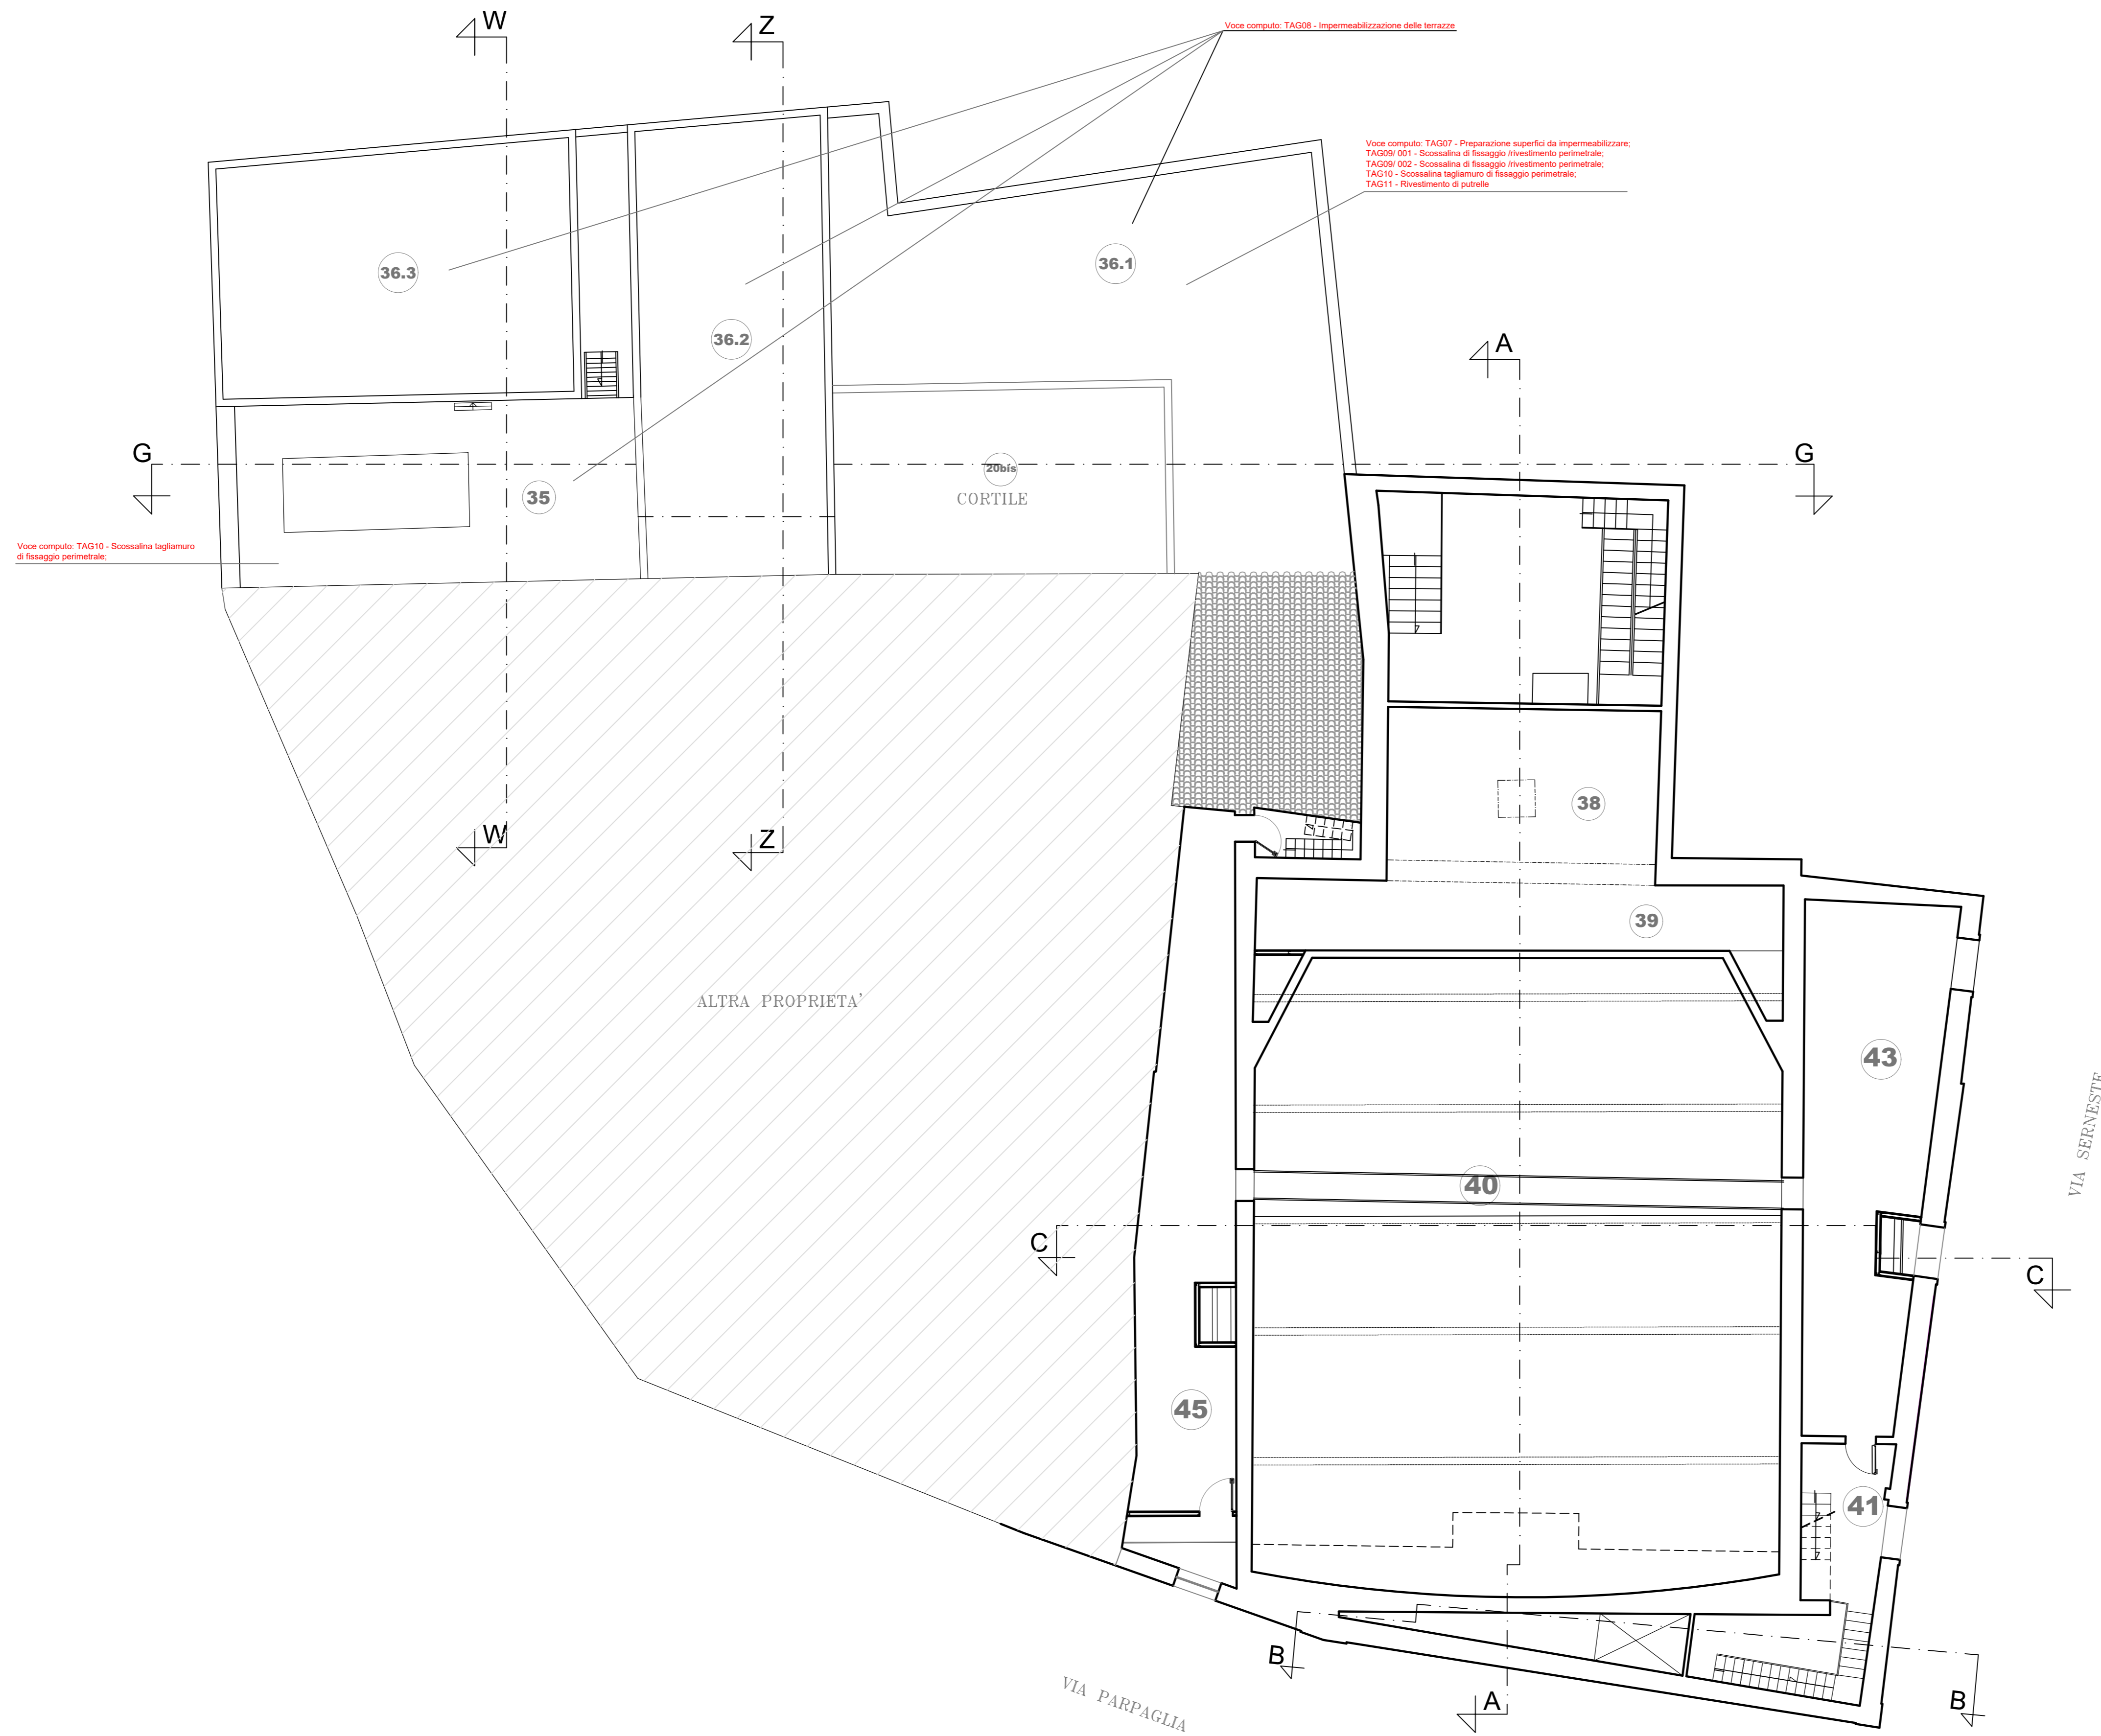 W
Z
Voce computo: TAG08 - Impermeabilizzazione delle terrazze
Voce computo: TAG07 - Preparazione superfici da impermeabilizzare;
TAG09/ 001 - Scossalina di fissaggio /rivestimento perimetrale;
TAG09/ 002 - Scossalina di fissaggio /rivestimento perimetrale;
TAG10 - Scossalina tagliamuro di fissaggio perimetrale;
TAG11 - Rivestimento di putrelle
36.3
36.1
36.2
A
G
G
20bis
35
CORTILE
Voce computo: TAG10 - Scossalina tagliamuro
di fissaggio perimetrale;
38
W
Z
39
ALTRA PROPRIETA'
43
VIA SERNESTE
40
C
C
45
41
B
A
B
VIA PARPAGLIA